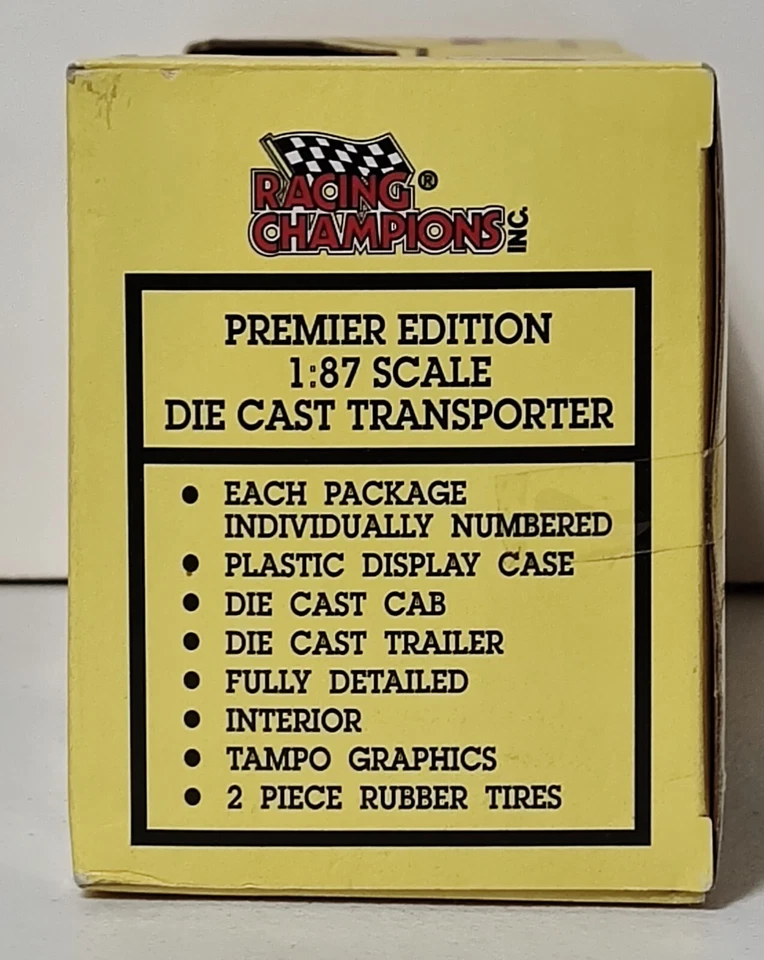 RACING ®
CHAMPIONS INC.
PREMIER EDITION
1:87 SCALE
DIE CAST TRANSPORTER
● EACH PACKAGE
INDIVIDUALLY NUMBERED
● PLASTIC DISPLAY CASE
● DIE CAST CAB
● DIE CAST TRAILER
● FULLY DETAILED
● INTERIOR
● TAMPO GRAPHICS
● 2 PIECE RUBBER TIRES